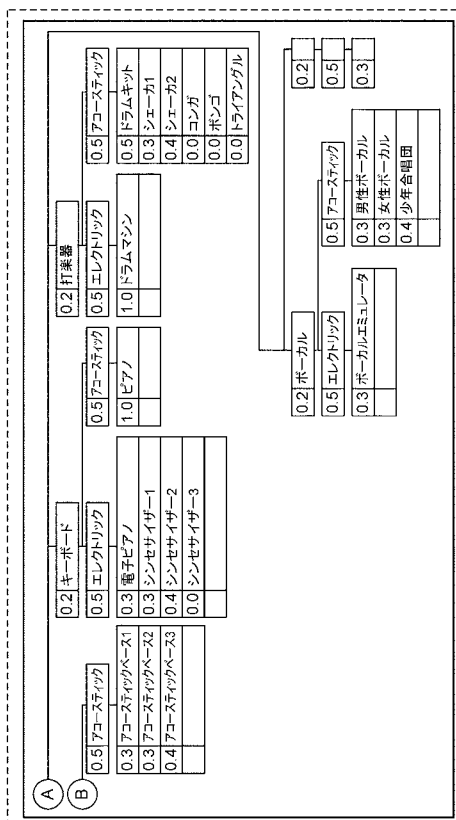 A
B
0.5 アコースティック
0.3 アコースティックベース1
0.3 アコースティックベース2
0.4 アコースティックベース3
0.2 キーボード
0.5 エレクトリック
0.3 電子ピアノ
0.3 シンセサイザー1
0.4 シンセサイザー2
0.0 シンセサイザー3
0.5 アコースティック
1.0 ピアノ
0.2 打楽器
0.5 エレクトリック
1.0 ドラムマシン
0.5 アコースティック
0.5 ドラムキット
0.3 シェーカ1
0.4 シェーカ2
0.0 コンガ
0.0 ボンゴ
0.0 トライアングル
0.2 ボーカル
0.5 エレクトリック
0.3 ボーカルエミュレータ
0.5 アコースティック
0.3 男性ボーカル
0.3 女性ボーカル
0.4 少年合唱団
0.2
0.5
0.3